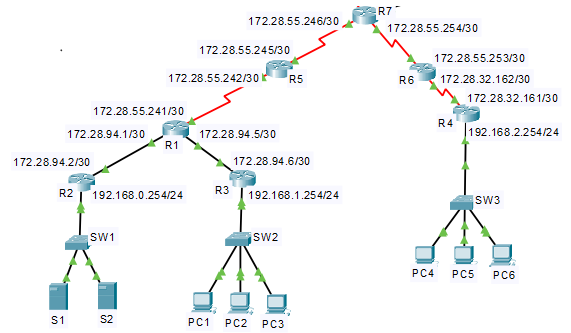 R7
172.28.55.246/30
172.28.55.254/30
172.28.55.245/30
172.28.55.253/30
172.28.55.242/30
R5
R6
172.28.32.162/30
172.28.32.161/30
172.28.55.241/30
R4
172.28.94.1/30
R1
172.28.94.5/30
192.168.2.254/24
172.28.94.2/30
172.28.94.6/30
R2
192.168.0.254/24
R3
192.168.1.254/24
SW3
SW1
SW2
PC4
PC5
PC6
S1
S2
PC1
PC2
PC3